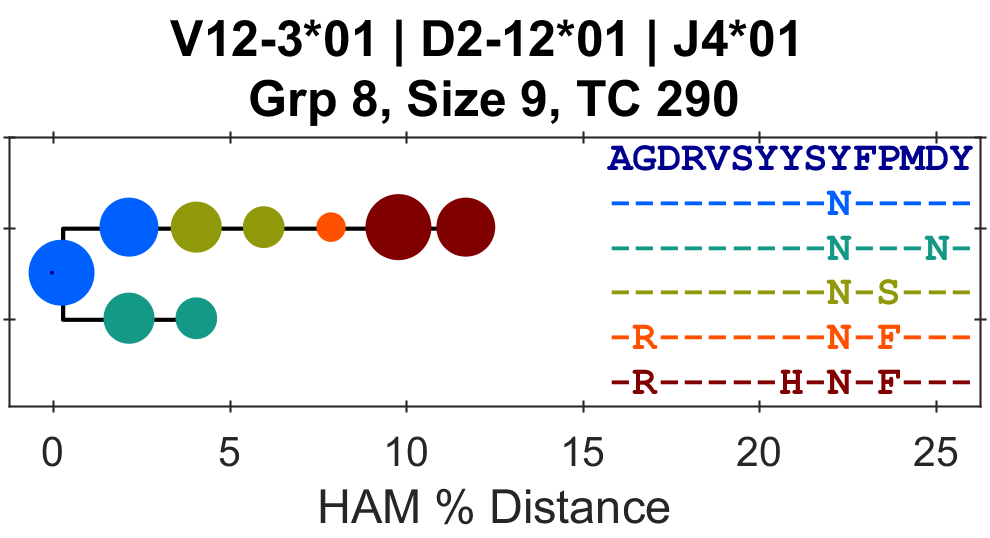 V12-3*01 | D2-12*01 | J4*01
Grp 8, Size 9, TC 290
AGDRVSYYSYFPMDY
---------N-----
---------N---N-
---------N-S---
-R-------N-F---
-R-----H-N-F---
0 5 10 15 20 25
HAM % Distance